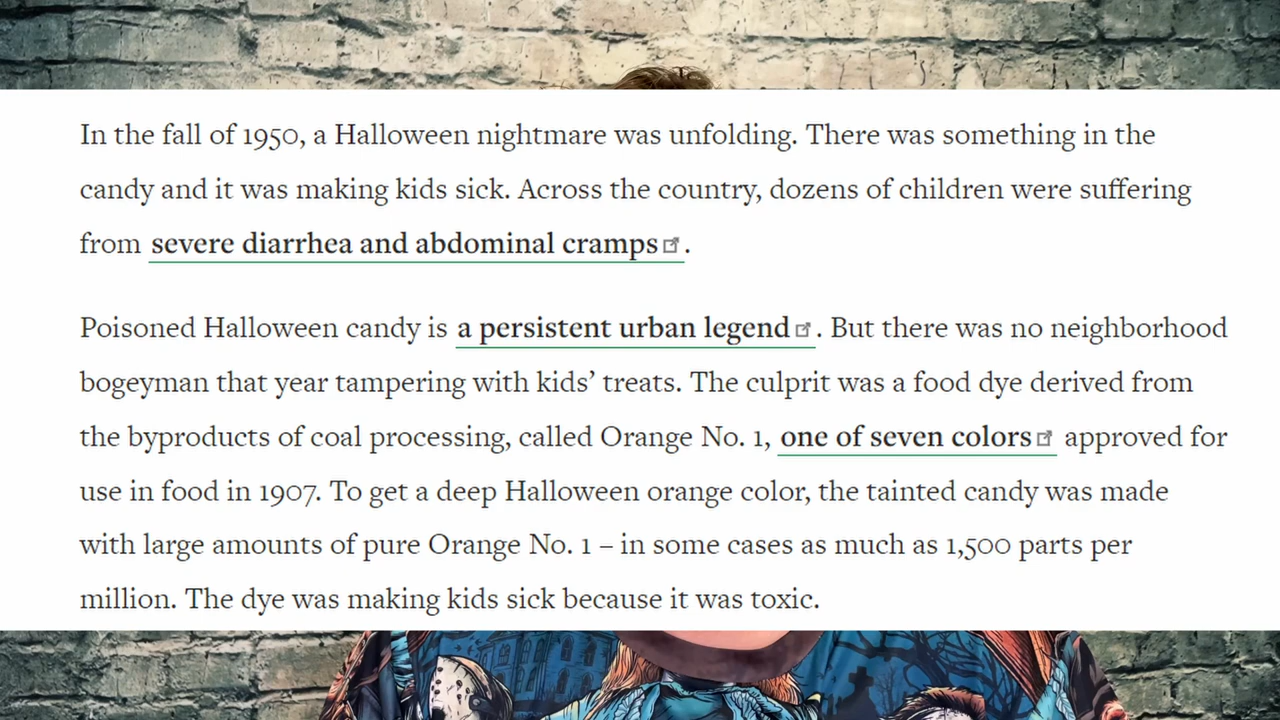 In the fall of 1950, a Halloween nightmare was unfolding. There was something in the
candy and it was making kids sick. Across the country, dozens of children were suffering
from severe diarrhea and abdominal cramps.
Poisoned Halloween candy is a persistent urban legend. But there was no neighborhood
bogeyman that year tampering with kids’ treats. The culprit was a food dye derived from
the byproducts of coal processing, called Orange No. 1, one of seven colors approved for
use in food in 1907. To get a deep Halloween orange color, the tainted candy was made
with large amounts of pure Orange No. 1 – in some cases as much as 1,500 parts per
million. The dye was making kids sick because it was toxic.